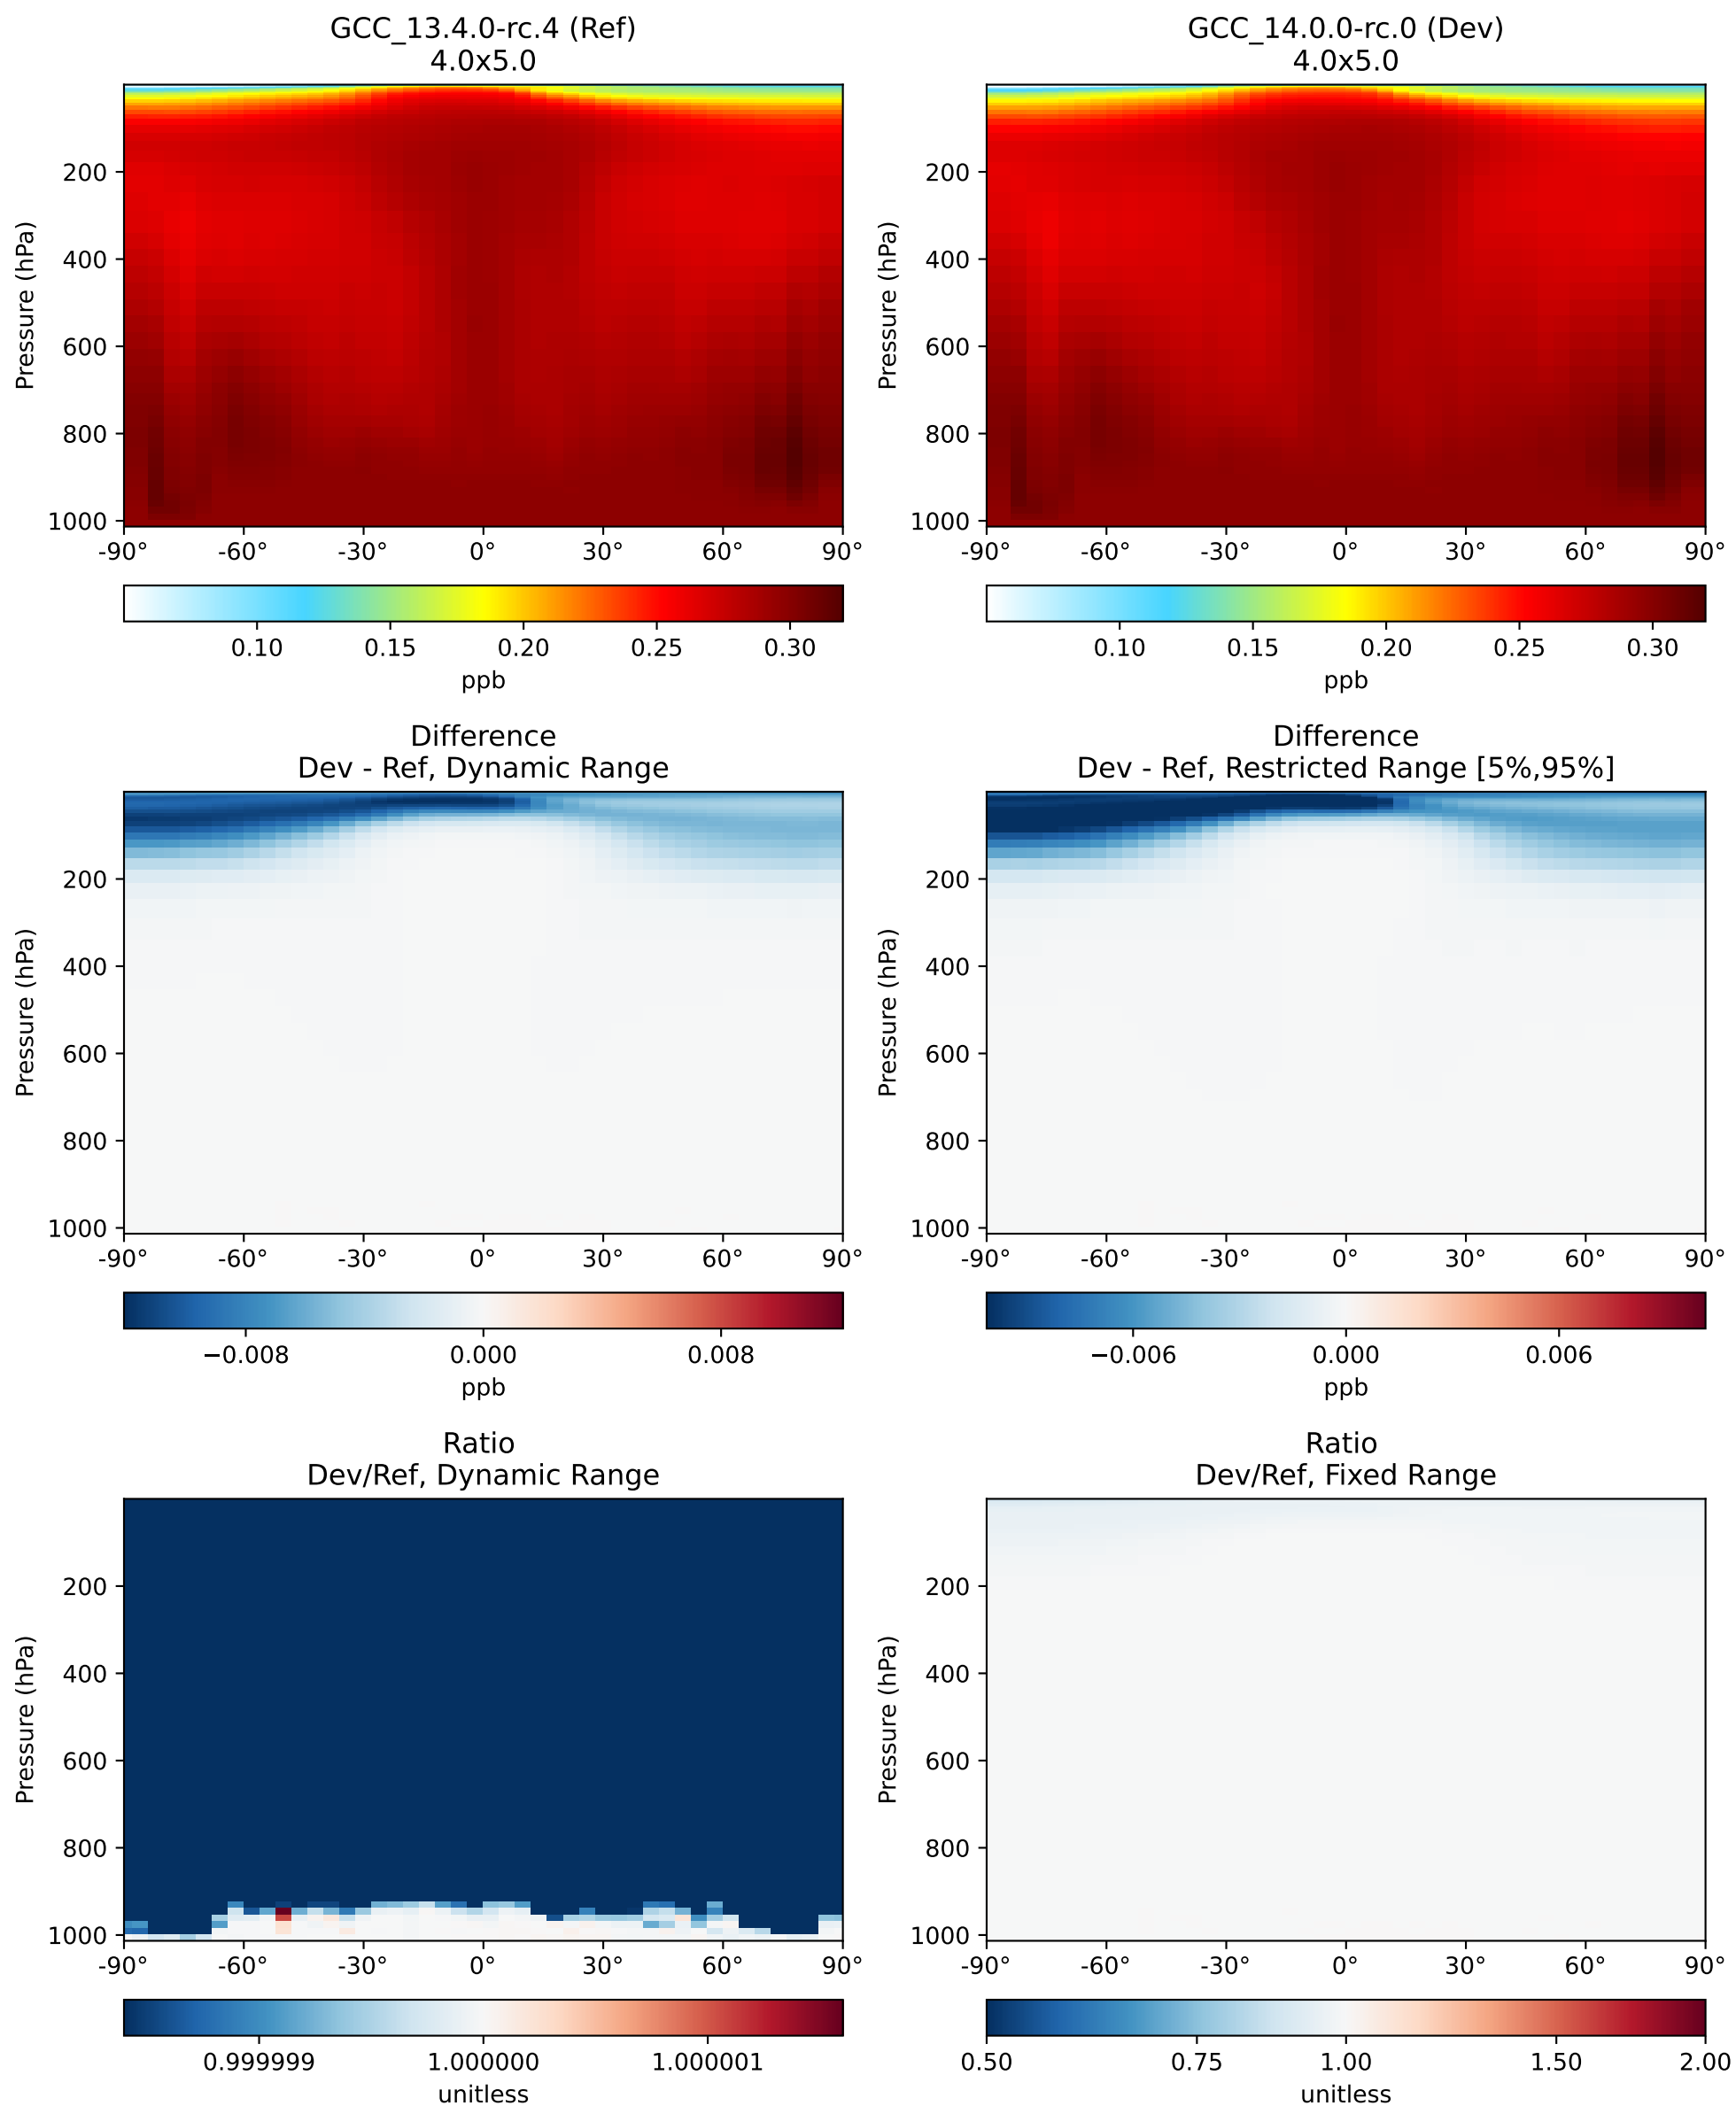 GCC_13.4.0-rc.4 (Ref)
4.0x5.0
Pressure (hPa)
200
400
600
800
1000
-90° -60° -30° 0° 30° 60° 90°
0.10 0.15 0.20 0.25 0.30
ppb
GCC_14.0.0-rc.0 (Dev)
4.0x5.0
Pressure (hPa)
200
400
600
800
1000
-90° -60° -30° 0° 30° 60° 90°
0.10 0.15 0.20 0.25 0.30
ppb
Difference
Dev - Ref, Dynamic Range
Pressure (hPa)
200
400
600
800
1000
-90° -60° -30° 0° 30° 60° 90°
−0.008 0.000 0.008
ppb
Difference
Dev - Ref, Restricted Range [5%,95%]
Pressure (hPa)
200
400
600
800
1000
-90° -60° -30° 0° 30° 60° 90°
−0.006 0.000 0.006
ppb
Ratio
Dev/Ref, Dynamic Range
Pressure (hPa)
200
400
600
800
1000
-90° -60° -30° 0° 30° 60° 90°
0.999999 1.000000 1.000001
unitless
Ratio
Dev/Ref, Fixed Range
Pressure (hPa)
200
400
600
800
1000
-90° -60° -30° 0° 30° 60° 90°
0.50 0.75 1.00 1.50 2.00
unitless